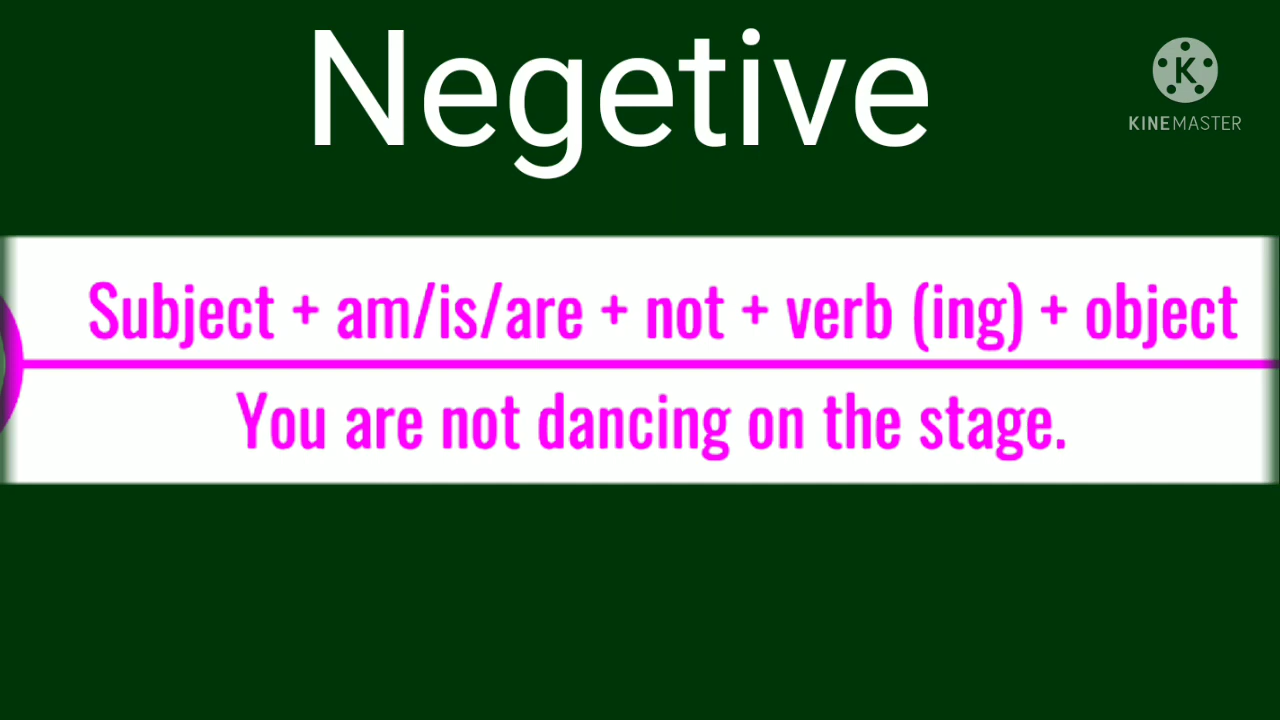 Negetive
K
KINEMASTER
Subject + am/is/are + not + verb (ing) + object
You are not dancing on the stage.